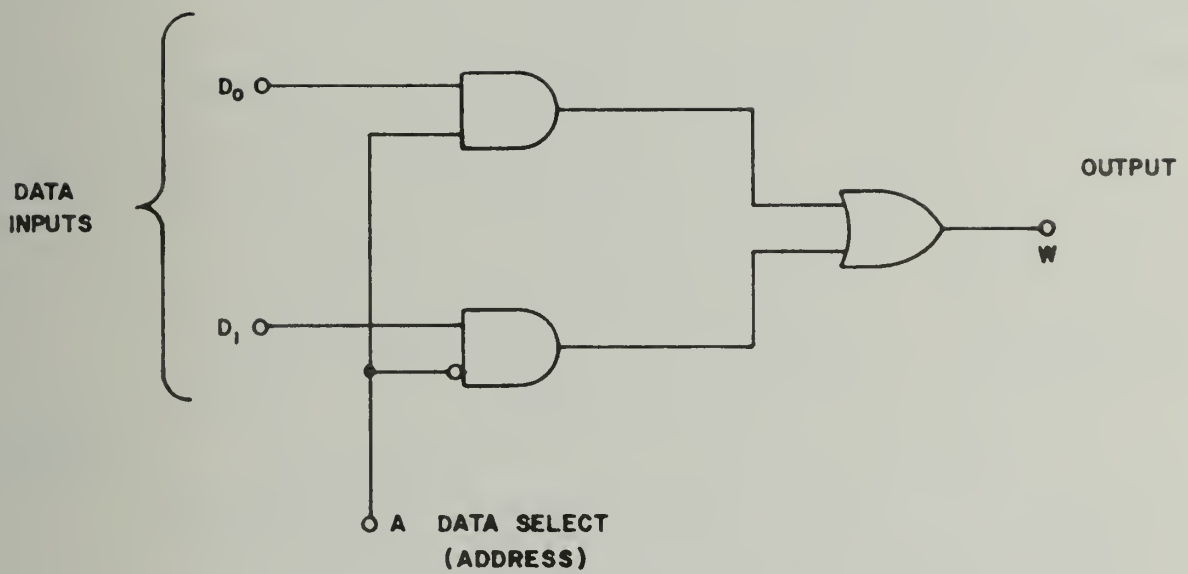 D₀
DATA
INPUTS
OUTPUT
W
D₁
A DATA SELECT
(ADDRESS)